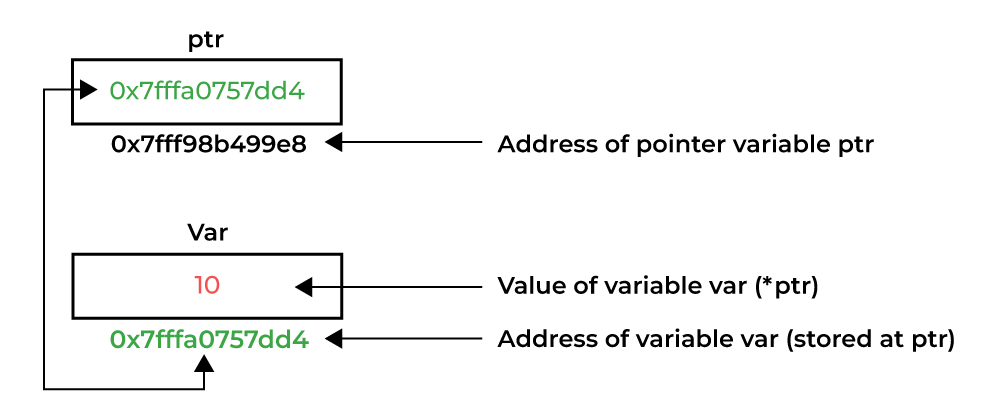 ptr
0x7fffa0757dd4
0x7fff98b499e8
Address of pointer variable ptr
Var
10
Value of variable var (*ptr)
0x7fffa0757dd4
Address of variable var (stored at ptr)